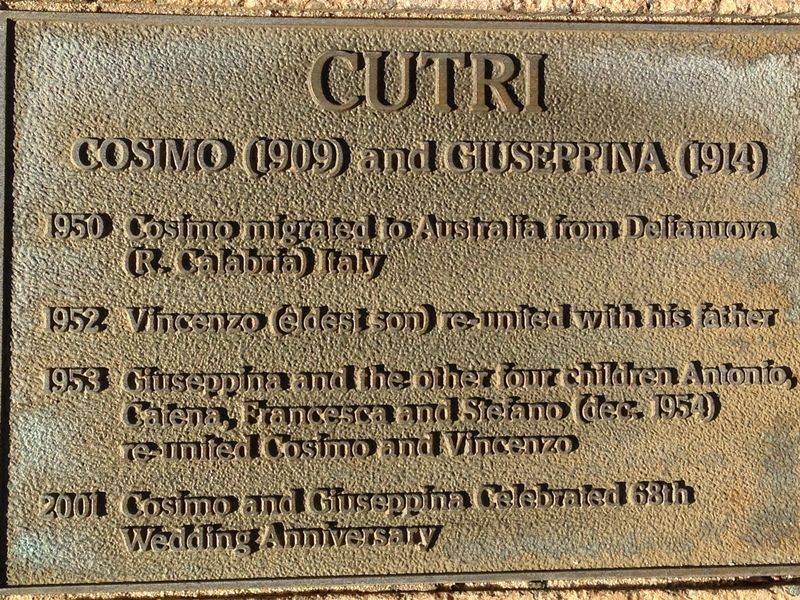 CUTRI
COSIMO (1909) and GIUSEPPINA (1914)
1950 Cosimo migrated to Australia from Delianuova
(R. Calabria) Italy
1952 Vincenzo (eldest son) re-united with his father
1953 Giuseppina and the other four children Antonio,
Catena, Francesca and Stefano (dec. 1954)
re-united Cosimo and Vincenzo
2001 Cosimo and Giuseppina Celebrated 68th
Wedding Anniversary